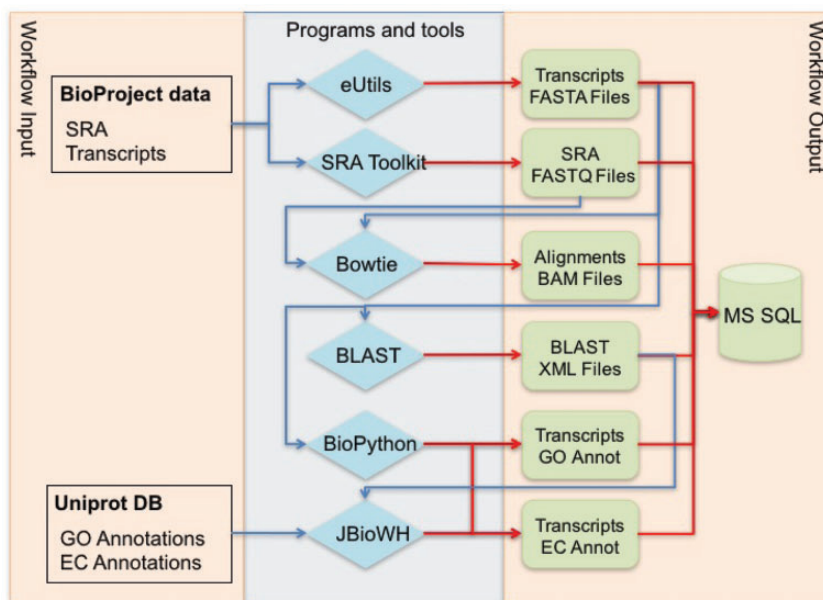 Workflow Input
Programs and tools
Workflow Output
BioProject data
SRA
Transcripts
eUtils
Transcripts
FASTA Files
SRA Toolkit
SRA
FASTQ Files
Bowtie
Alignments
BAM Files
MS SQL
BLAST
BLAST
XML Files
BioPython
Transcripts
GO Annot
Uniprot DB
GO Annotations
EC Annotations
JBioWH
Transcripts
EC Annot